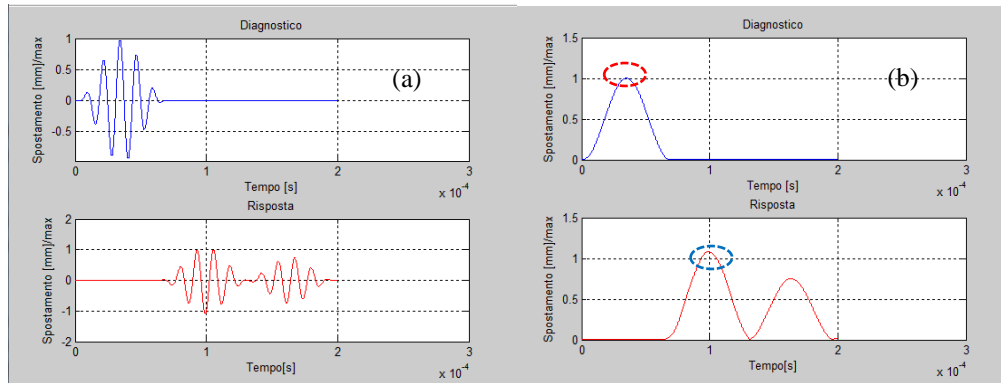 Diagnostico
(a)
Spostamento [mm]/max
1
0.5
0
-0.5
0
1
2
3
Tempo [s]
x 10-4
Risposta
Spostamento [mm]/max
2
1
0
-1
-2
0
1
2
3
Tempo[s]
x 10-4
Diagnostico
(b)
Spostamento [mm]/max
1.5
1
0.5
0
0
1
2
3
Tempo [s]
x 10-4
Risposta
Spostamento [mm]/max
1.5
1
0.5
0
0
1
2
3
Tempo[s]
x 10-4